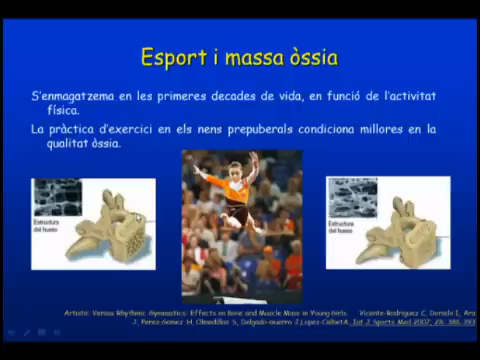 Esport i massa òssia
S'enmagatzema en les primeres decades de vida, en funció de l'activitat
física.
La pràctica d'exercici en els nens prepuberals condiciona millores en la
qualitat òssia.
Estructura
del hueso
Estructura
del hueso
Artistic Versus Rhythmic Gymnastics: Effects on Bone and Muscle Mass in Young Girls. Vicente-Rodriguez G, Dorado I, Ara
I, Perez-Gomez H, Olmedillas S, Delgado-Guerra J, Lopez-Calbet A. Int J Sports Med 2007; 28: 386-393